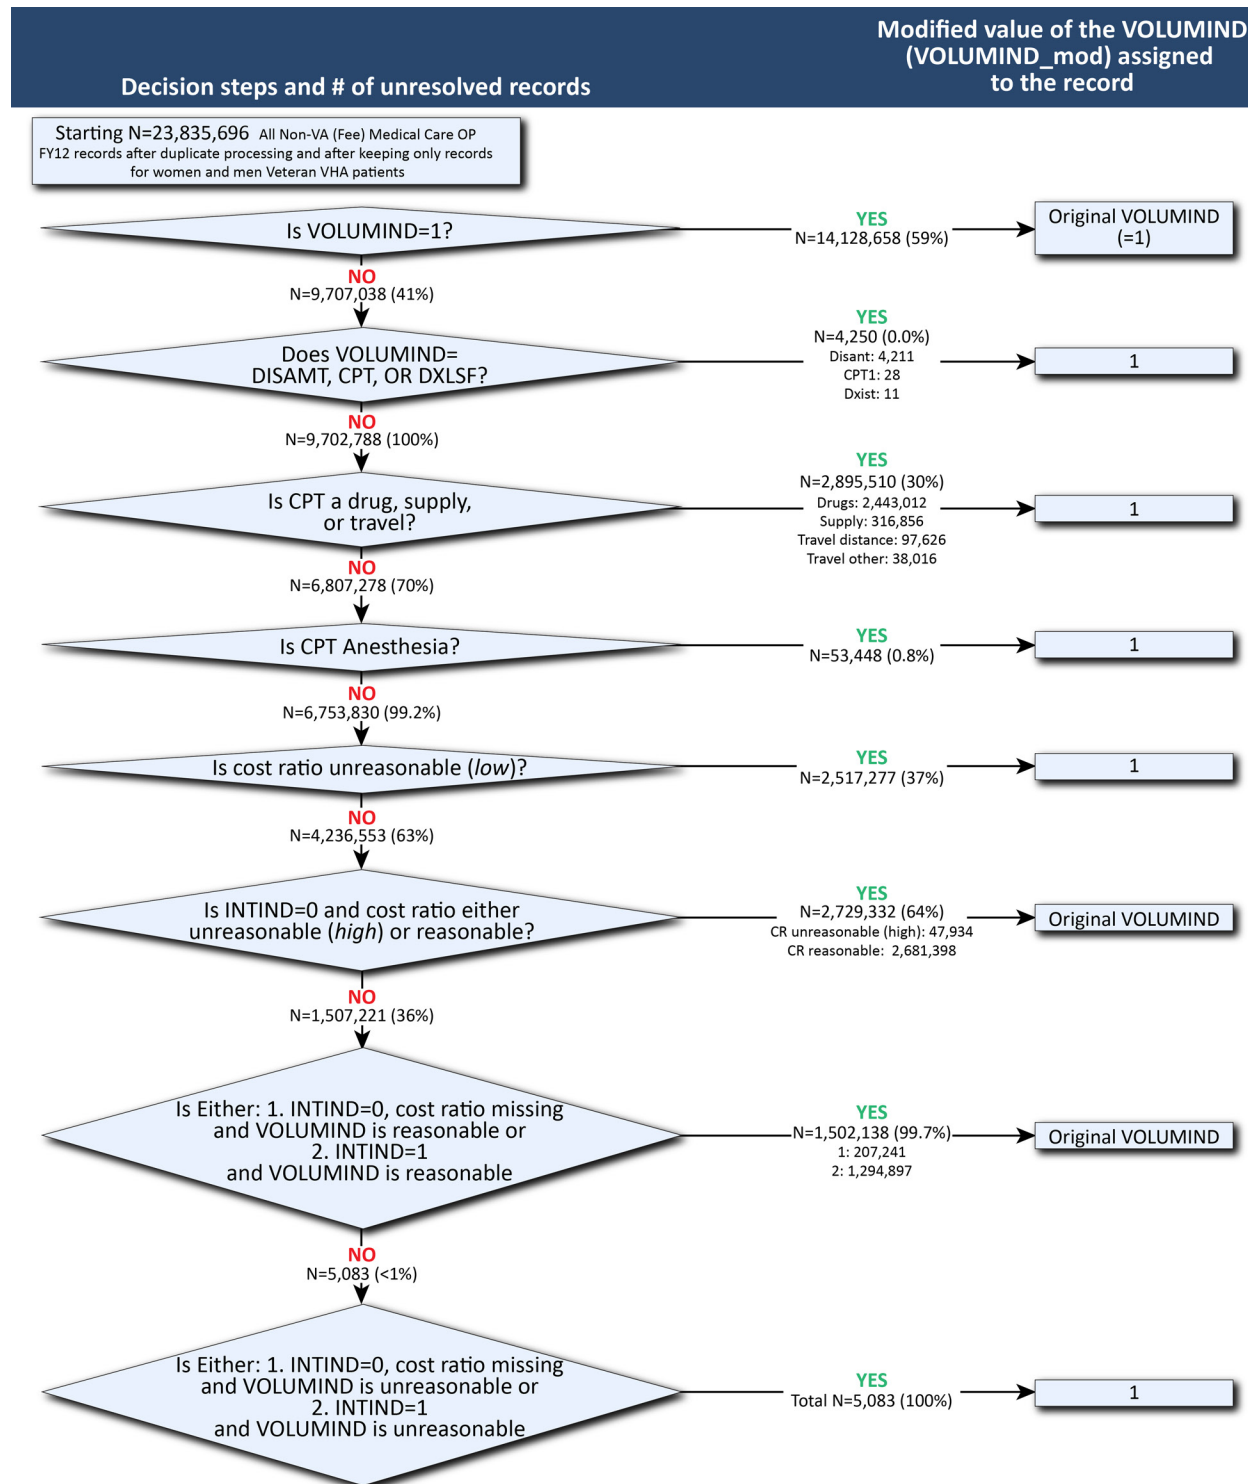 Decision steps and # of unresolved records
Modified value of the VOLUMIND
(VOLUMIND_mod) assigned
to the record
Starting N=23,835,696 All Non-VA (Fee) Medical Care OP
FY12 records after duplicate processing and after keeping only records
for women and men Veteran VHA patients
Is VOLUMIND=1?
YES
N=14,128,658 (59%)
Original VOLUMIND
(=1)
NO
N=9,707,038 (41%)
Does VOLUMIND=
DISAMT, CPT, OR DXLSF?
YES
N=4,250 (0.0%)
Disant: 4,211
CPT1: 28
Dxist: 11
1
NO
N=9,702,788 (100%)
Is CPT a drug, supply,
or travel?
YES
N=2,895,510 (30%)
Drugs: 2,443,012
Supply: 316,856
Travel distance: 97,626
Travel other: 38,016
1
NO
N=6,807,278 (70%)
Is CPT Anesthesia?
YES
N=53,448 (0.8%)
1
NO
N=6,753,830 (99.2%)
Is cost ratio unreasonable (low)?
YES
N=2,517,277 (37%)
1
NO
N=4,236,553 (63%)
Is INTIND=0 and cost ratio either
unreasonable (high) or reasonable?
YES
N=2,729,332 (64%)
CR unreasonable (high): 47,934
CR reasonable: 2,681,398
Original VOLUMIND
NO
N=1,507,221 (36%)
Is Either: 1. INTIND=0, cost ratio missing
and VOLUMIND is reasonable or
2. INTIND=1
and VOLUMIND is reasonable
YES
N=1,502,138 (99.7%)
1: 207,241
2: 1,294,897
Original VOLUMIND
NO
N=5,083 (<1%)
Is Either: 1. INTIND=0, cost ratio missing
and VOLUMIND is unreasonable or
2. INTIND=1
and VOLUMIND is unreasonable
YES
Total N=5,083 (100%)
1